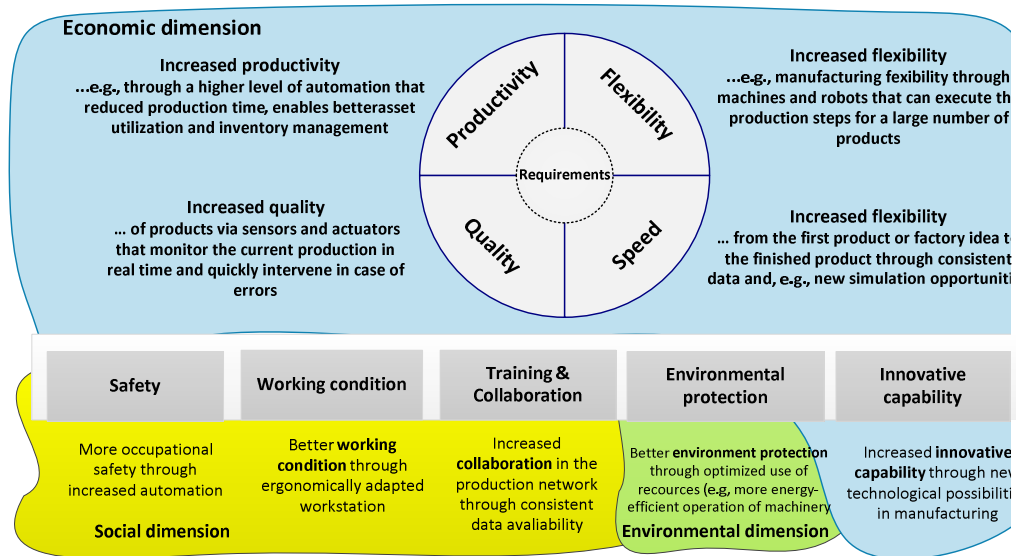 Economic dimension
Increased productivity
...e.g., through a higher level of automation that
reduced production time, enables betterasset
utilization and inventory management
Increased quality
... of products via sensors and actuators
that monitor the current production in
real time and quickly intervene in case of
errors
Productivity
Flexibility
Requirements
Quality
Speed
Increased flexibility
...e.g., manufacturing fexibility through
machines and robots that can execute th
production steps for a large number of
products
Increased flexibility
... from the first product or factory idea t
the finished product through consistent
data and, e.g., new simulation opportuniti
Safety
Working condition
Training &
Collaboration
Environmental
protection
Innovative
capability
More occupational
safety through
increased automation
Better working
condition through
ergonomically adapted
workstation
Increased
collaboration in the
production network
through consistent
data avaliability
Better environment protection
through optimized use of
recources (e.g, more energy-
efficient operation of machinery
Increased innovative
capability through new
technological possibiliti
in manufacturing
Social dimension
Environmental dimension